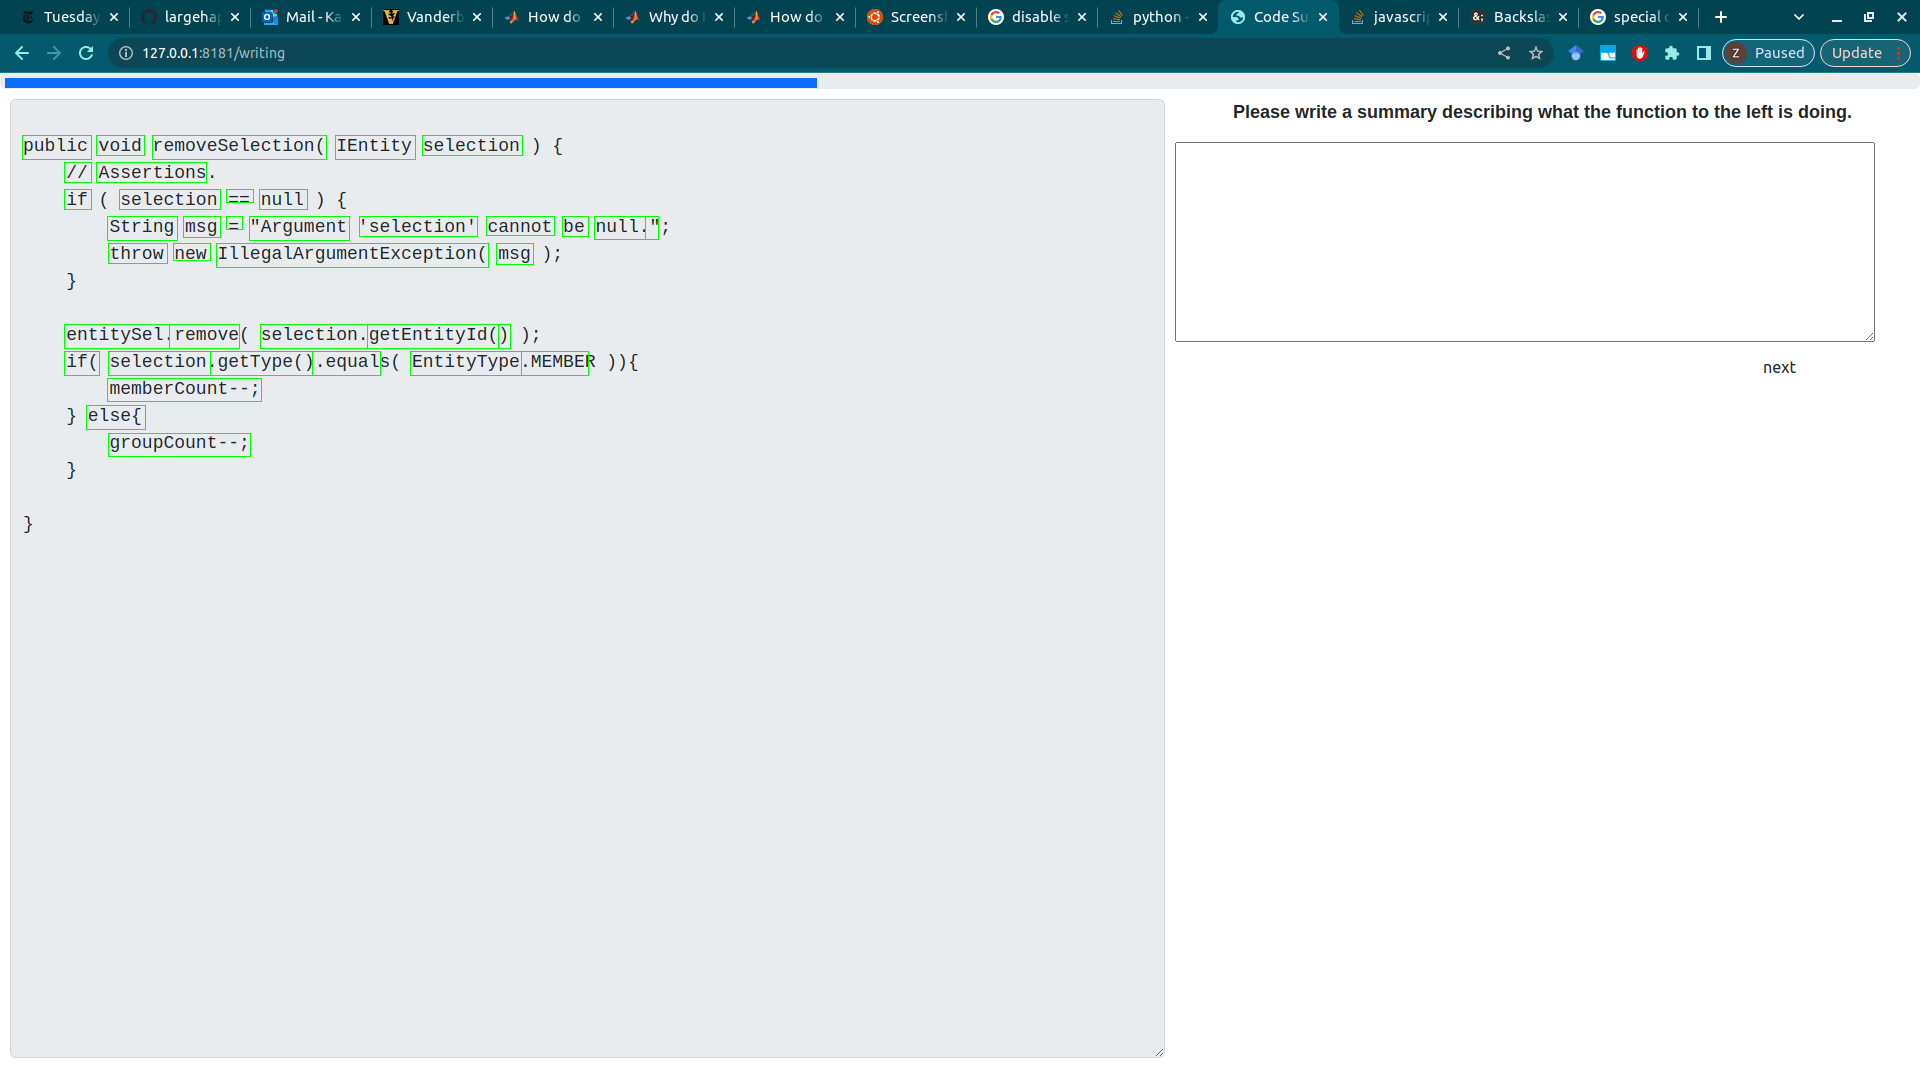 Tuesday
largehap
Mail - Ka
Vanderb
How do
Why do
How do
Screens
disable s
python -
Code Su
javascrip
Backslas
special c
127.0.0.1:8181/writing
Z Paused
Update
Please write a summary describing what the function to the left is doing.
public void removeSelection( IEntity selection ) {
// Assertions.
if ( selection == null ) {
String msg = "Argument 'selection' cannot be null.";
throw new IllegalArgumentException( msg );
}
entitySel.remove( selection.getEntityId() );
if( selection.getType().equals( EntityType.MEMBER )){
memberCount--;
} else{
groupCount--;
}
}
next